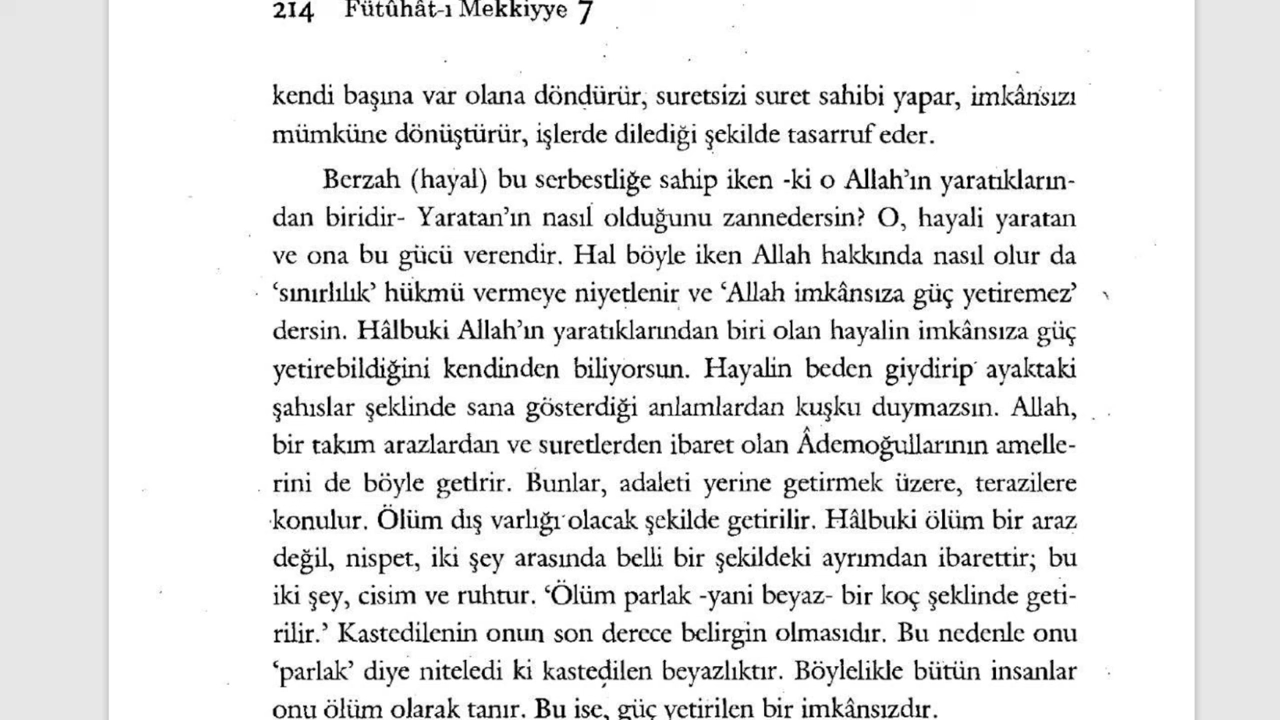 214 Fütûhât-ı Mekkiyye 7
kendi başına var olana döndürür, suretsizi suret sahibi yapar, imkânsızı
mümküne dönüştürür, işlerde dilediği şekilde tasarruf eder.
Berzah (hayal) bu serbestliğe sahip iken -ki o Allah’ın yaratıkların-
dan biridir- Yaratan’ın nasıl olduğunu zannedersin? O, hayali yaratan
ve ona bu gücü verendir. Hal böyle iken Allah hakkında nasıl olur da
‘sınırlılık’ hükmü vermeye niyetlenir ve ‘Allah imkânsıza güç yetiremez’
dersin. Hâlbuki Allah’ın yaratıklarından biri olan hayalin imkânsıza güç
yetirebildiğini kendinden biliyorsun. Hayalin beden giydirip ayaktaki
şahıslar şeklinde sana gösterdiği anlamlardan kuşku duymazsın. Allah,
bir takım arazlardan ve suretlerden ibaret olan Âdemoğullarının amelle-
rini de böyle getirir. Bunlar, adaleti yerine getirmek üzere, terazilere
konulur. Ölüm dış varlığı olacak şekilde getirilir. Hâlbuki ölüm bir araz
değil, nispet, iki şey arasında belli bir şekildeki ayrımdan ibarettir; bu
iki şey, cisim ve ruhtur. ‘Ölüm parlak -yani beyaz- bir koç şeklinde geti-
rilir.’ Kastedilenin onun son derece belirgin olmasıdır. Bu nedenle onu
‘parlak’ diye niteledi ki kastedilen beyazlıktır. Böylelikle bütün insanlar
onu ölüm olarak tanır. Bu ise, güç yetirilen bir imkânsızdır.